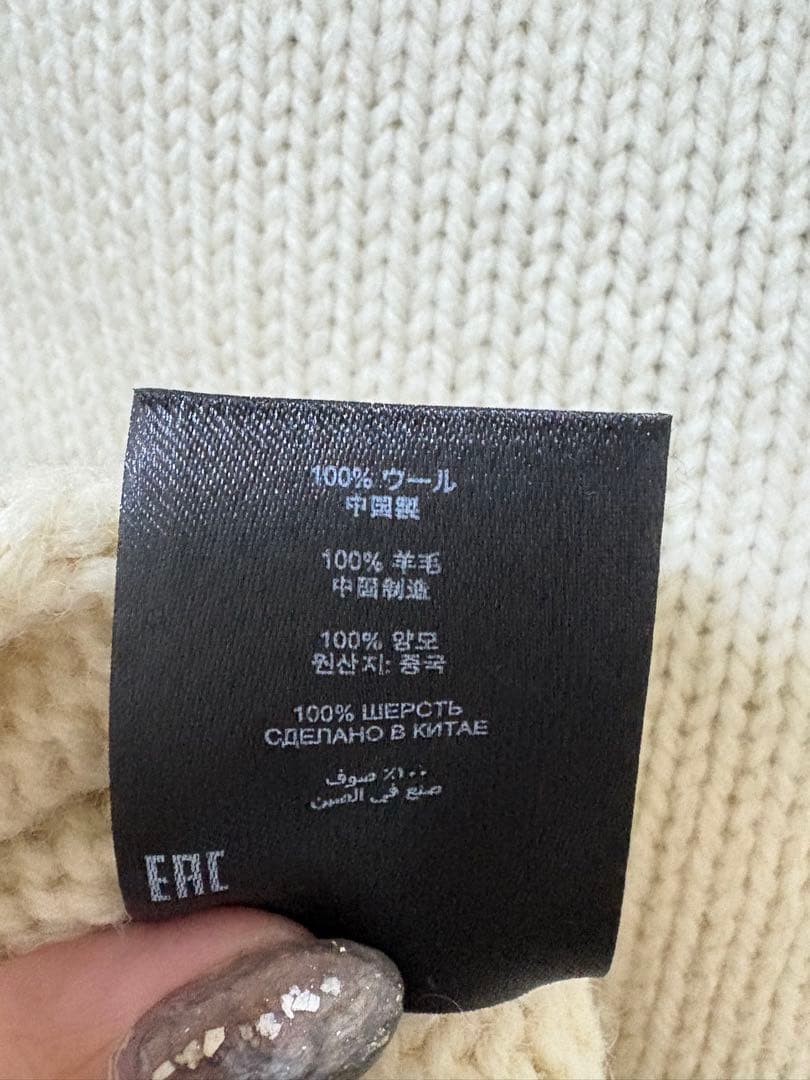 100% ウール
中国製
100% 羊毛
中国制造
100% 양모
원산지: 중국
100% ШЕРСТЬ
СДЕЛАНО В КИТАЕ
١٠٠٪ صوف
صنع في الصين
EAC